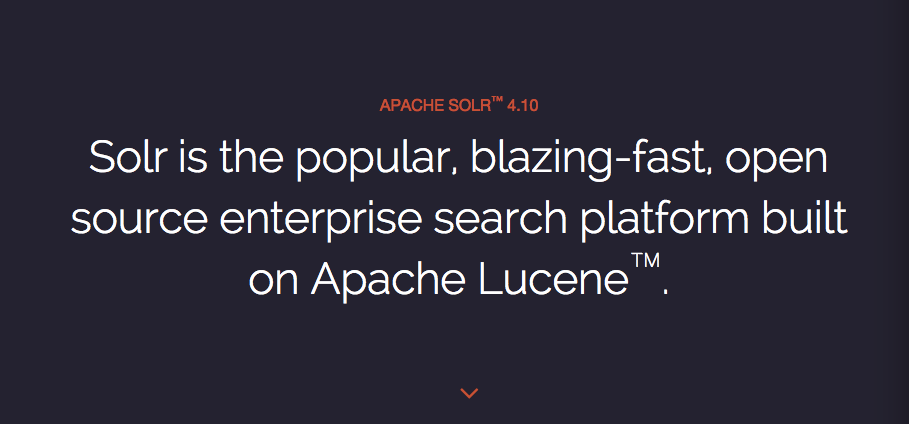 APACHE SOLR™ 4.10
Solr is the popular, blazing-fast, open
source enterprise search platform built
on Apache Lucene™.